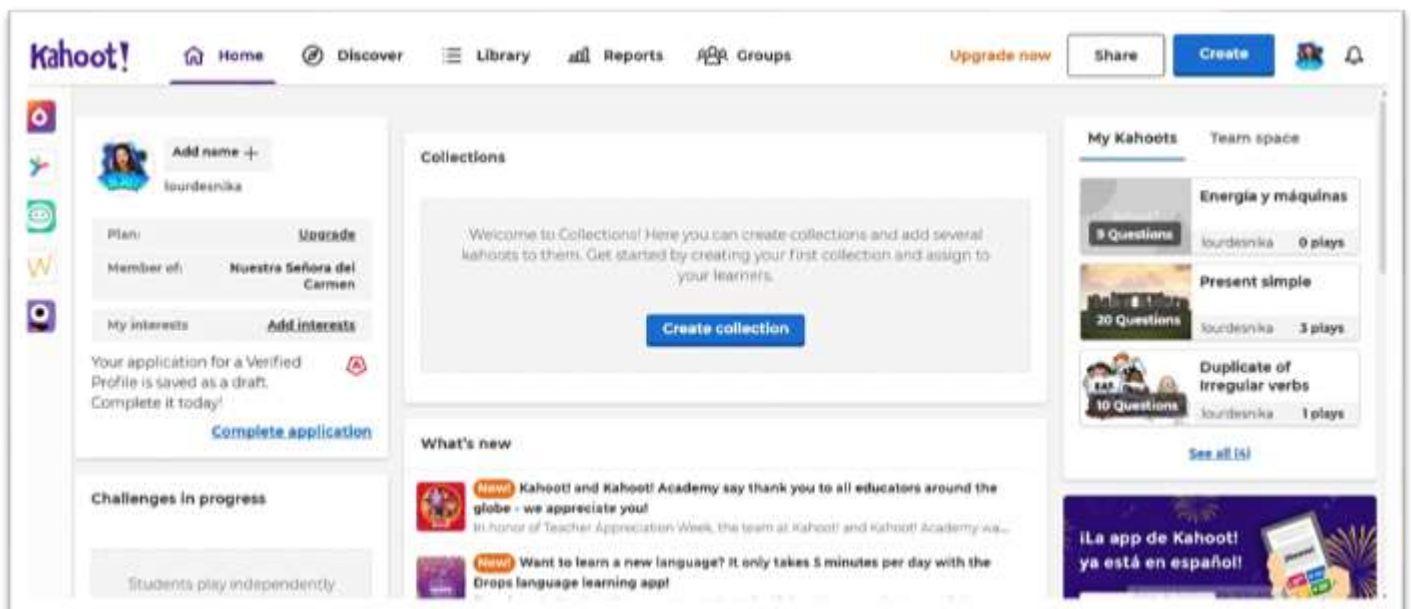 Kahoot!
Home
Discover
Library
Reports
Groups
Upgrade now
Share
Create
Add name +
lourdesnika
Plan:
Upgrade
Member of:
Nuestra Señora del
Carmen
My interests
Add interests
Your application for a Verified
Profile is saved as a draft.
Complete it today!
Complete application
Challenges in progress
Students play independently
Collections
Welcome to Collections! Here you can create collections and add several
kahoots to them. Get started by creating your first collection and assign to
your learners.
Create collection
What's new
New! Kahoot! and Kahoot! Academy say thank you to all educators around the
globe - we appreciate you!
In honor of Teacher Appreciation Week, the team at Kahoot! and Kahoot! Academy wa...
New! Want to learn a new language? It only takes 5 minutes per day with the
Drops language learning app!
My Kahoots
Team space
Energía y máquinas
9 Questions
lourdesnika
0 plays
Present simple
20 Questions
lourdesnika
3 plays
Duplicate of
Irregular verbs
10 Questions
lourdesnika
1 plays
See all (4)
¡La app de Kahoot!
ya está en español!